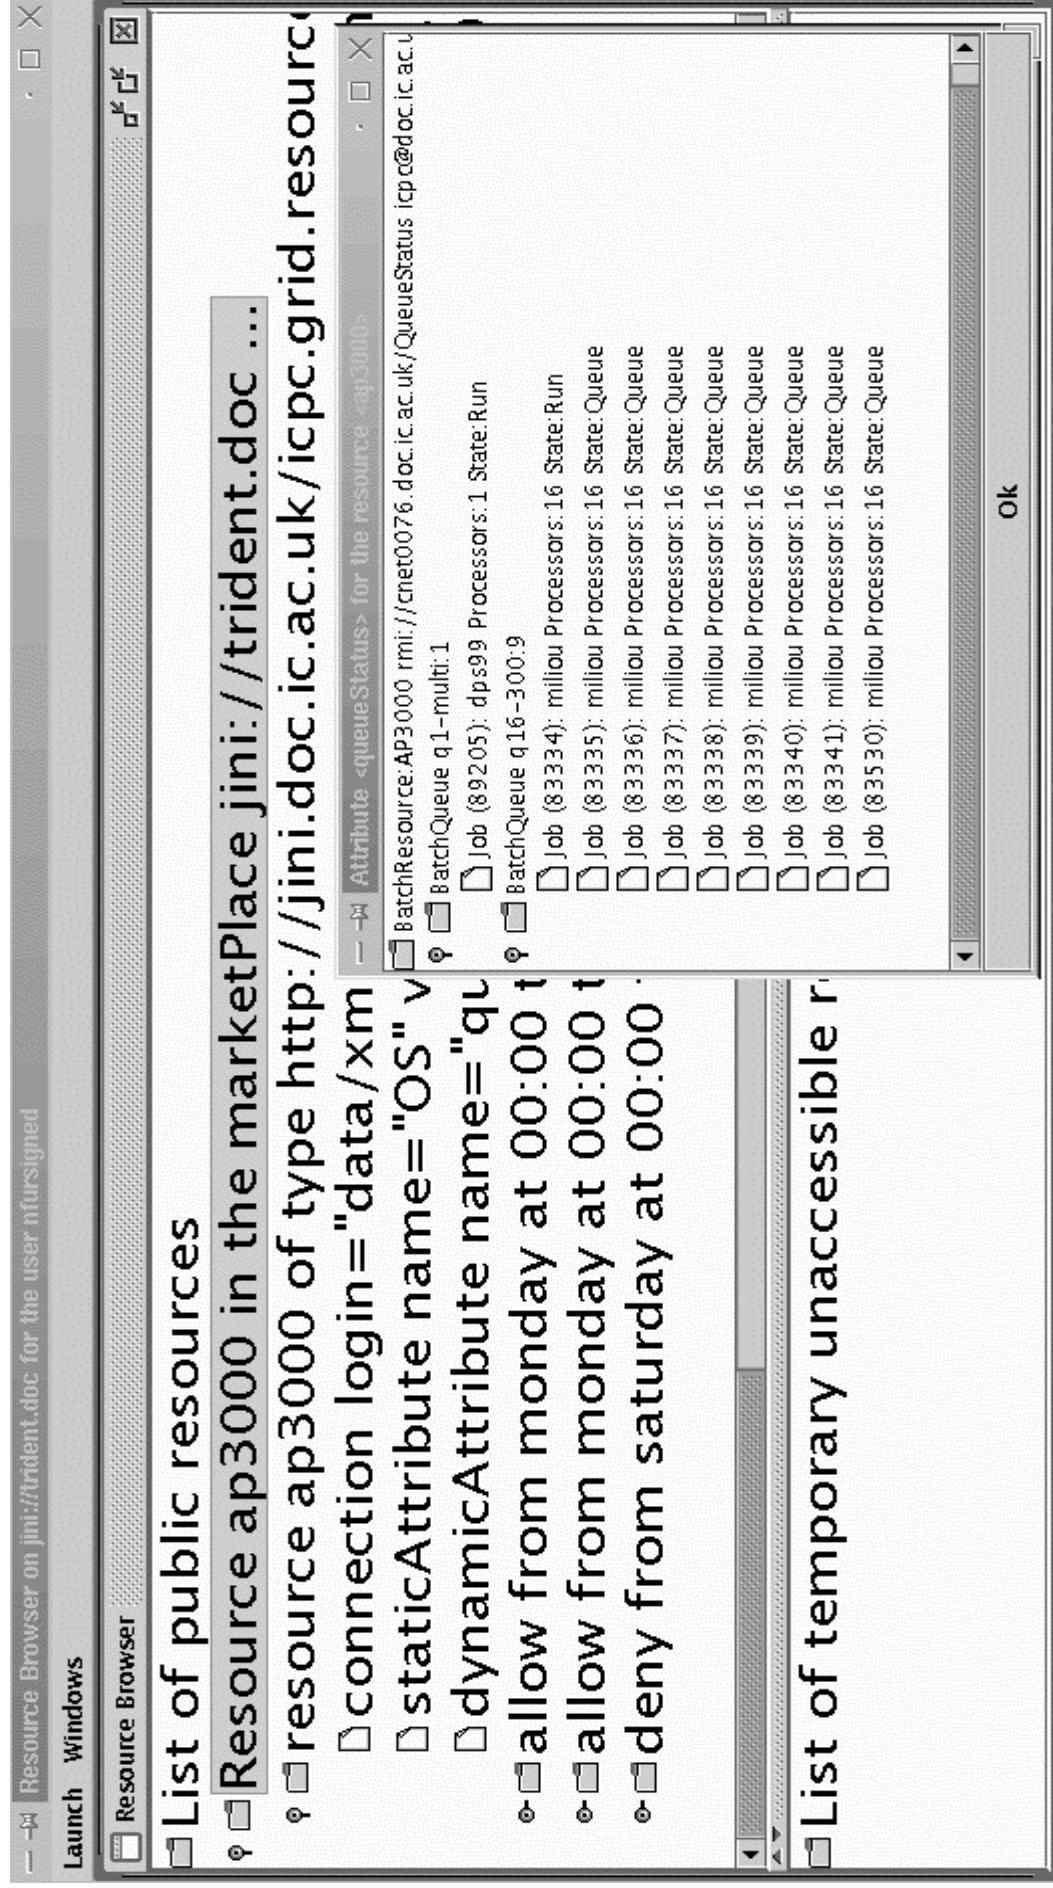 Resource Browser on jini://trident.doc for the user nfursigned
Launch Windows
Resource Browser
List of public resources
Resource ap3000 in the marketPlace jini://trident.doc ...
resource ap3000 of type http://jini.doc.ic.ac.uk/icpc.grid.resource
connection login="data/xm
staticAttribute name="OS" v
dynamicAttribute name="qu
allow from monday at 00:00 t
allow from monday at 00:00 t
deny from saturday at 00:00
List of temporary unaccessible r
Attribute <queueStatus> for the resource <ap3000>
BatchResource:AP3000 rmi://cnet0076.doc.ic.ac.uk/QueueStatus icpc@doc.ic.ac.u
BatchQueue q1-multi:1
Job (89205): dps99 Processors:1 State:Run
BatchQueue q16-300:9
Job (83334): miliou Processors:16 State:Run
Job (83335): miliou Processors:16 State:Queue
Job (83336): miliou Processors:16 State:Queue
Job (83337): miliou Processors:16 State:Queue
Job (83338): miliou Processors:16 State:Queue
Job (83339): miliou Processors:16 State:Queue
Job (83340): miliou Processors:16 State:Queue
Job (83341): miliou Processors:16 State:Queue
Job (83530): miliou Processors:16 State:Queue
Ok